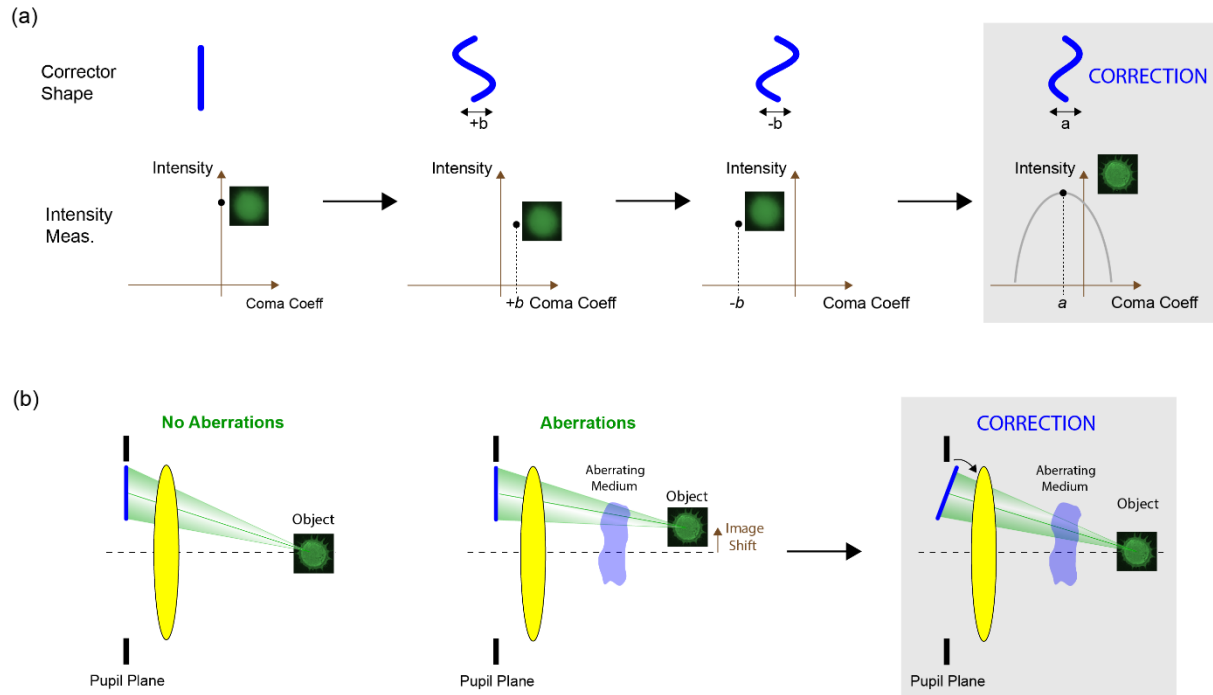 (a)
Corrector
Shape
+b
-b
a
CORRECTION
Intensity
Meas.
Intensity
Coma Coeff
Intensity
+b Coma Coeff
Intensity
-b
Coma Coeff
Intensity
a
Coma Coeff
(b)
No Aberrations
Object
Pupil Plane
Aberrations
Aberrating
Medium
Object
Image
Shift
Pupil Plane
CORRECTION
Aberrating
Medium
Object
Pupil Plane